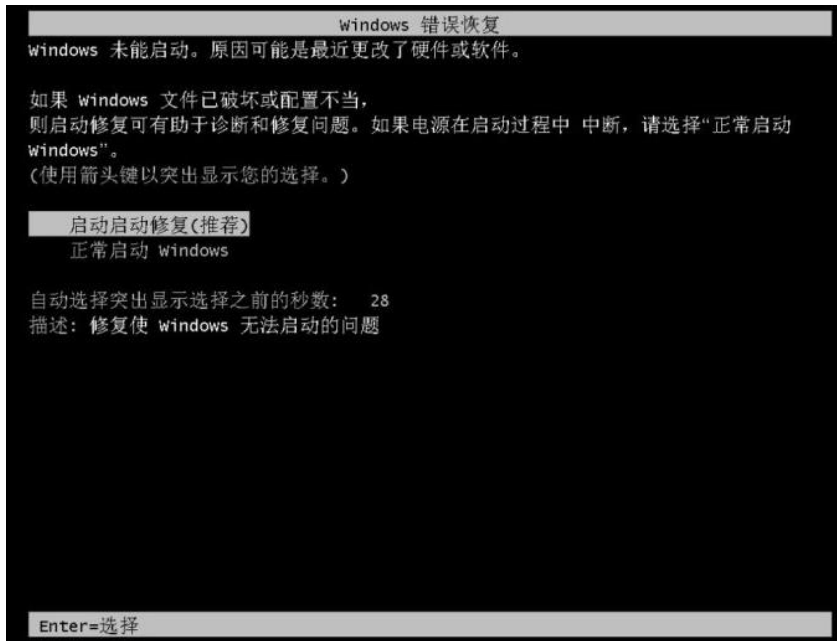 Windows 错误恢复
Windows 未能启动。原因可能是最近更改了硬件或软件。
如果 Windows 文件已破坏或配置不当，
则启动修复可有助于诊断和修复问题。如果电源在启动过程中 中断，请选择“正常启动
Windows”。
(使用箭头键以突出显示您的选择。)
启动启动修复(推荐)
正常启动 Windows
自动选择突出显示选择之前的秒数: 28
描述: 修复使 Windows 无法启动的问题
Enter=选择